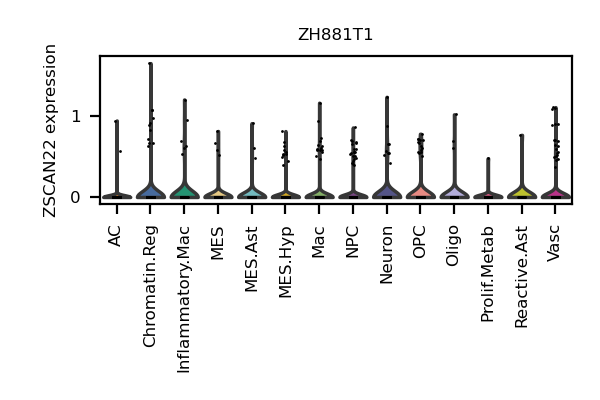 ZH881T1
ZSCAN22 expression
1
0
AC
Chromatin.Reg
Inflammatory.Mac
MES
MES.Ast
MES.Hyp
Mac
NPC
Neuron
OPC
Oligo
Prolif.Metab
Reactive.Ast
Vasc